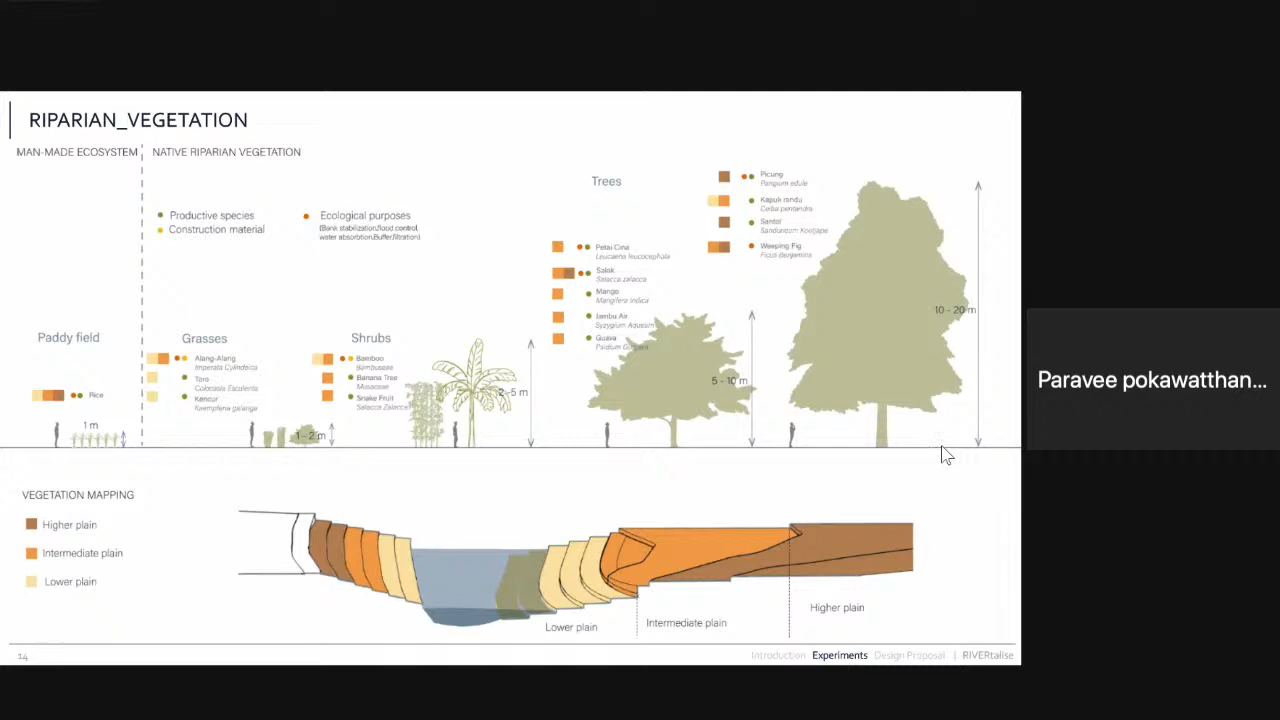 RIPARIAN_VEGETATION
MAN-MADE ECOSYSTEM
NATIVE RIPARIAN VEGETATION
Productive species
Construction material
Ecological purposes
(Bank stabilization,flood control,
water absorbtion,Buffer,filtration)
Paddy field
Rice
1 m
Grasses
Alang-Alang
Imperata Cylindrica
Kencur
Kaempferia galanga
1 - 2 m
Shrubs
Bamboo
Bambuseae
Banana Tree
Musaceae
Snake Fruit
Salacca Zalacca
2-5 m
Trees
Petai Cina
Leucaena leucocephala
Salak
Salacca zalacca
Mango
Mangifera indica
Jambu Air
Syzygium Aqueum
Guava
Psidium
5 - 10 m
Picung
Pangium edule
Kapuk randu
Ceiba pentandra
Santol
Sandoricum Koetjape
Weeping Fig
Ficus Benjamina
10 - 20 m
VEGETATION MAPPING
Higher plain
Intermediate plain
Lower plain
Lower plain
Intermediate plain
Higher plain
14
Introduction Experiments Design Proposal | RIVERtalise
Paravee pokawatthan...